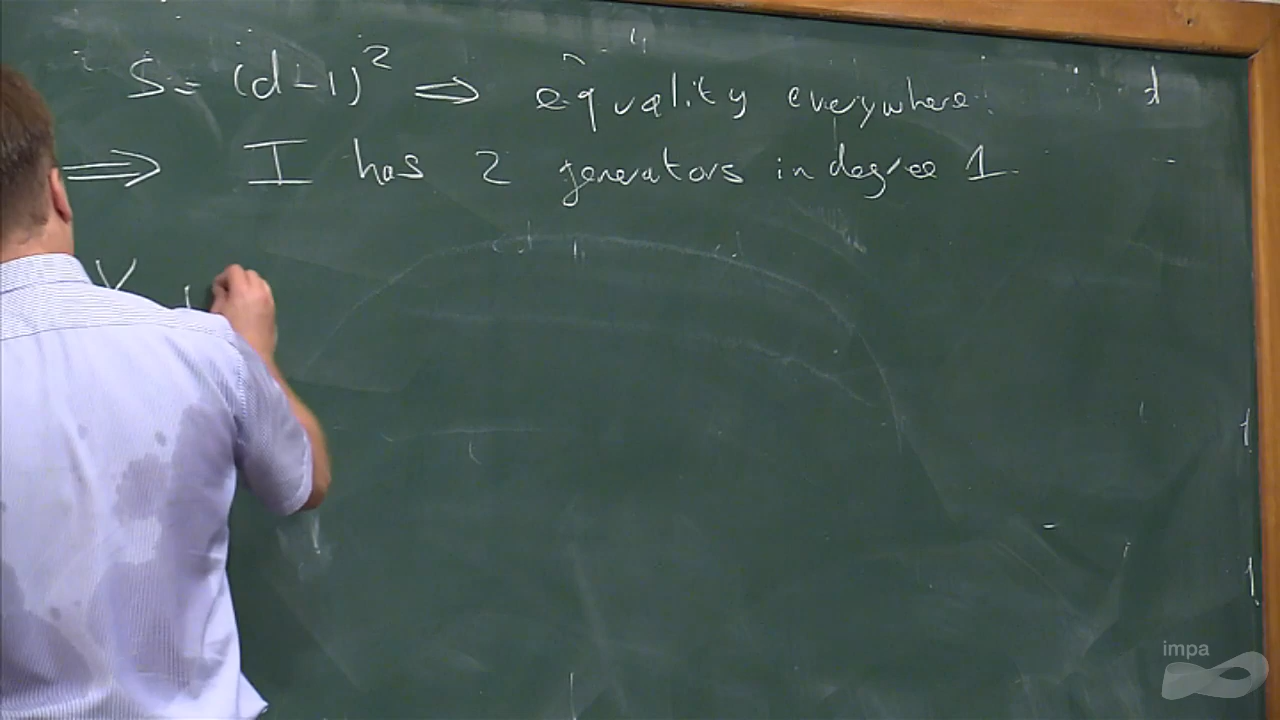 S = (d-1)² ⇒ equality everywhere.
⇒ I has 2 generators in degree 1.
V
impa